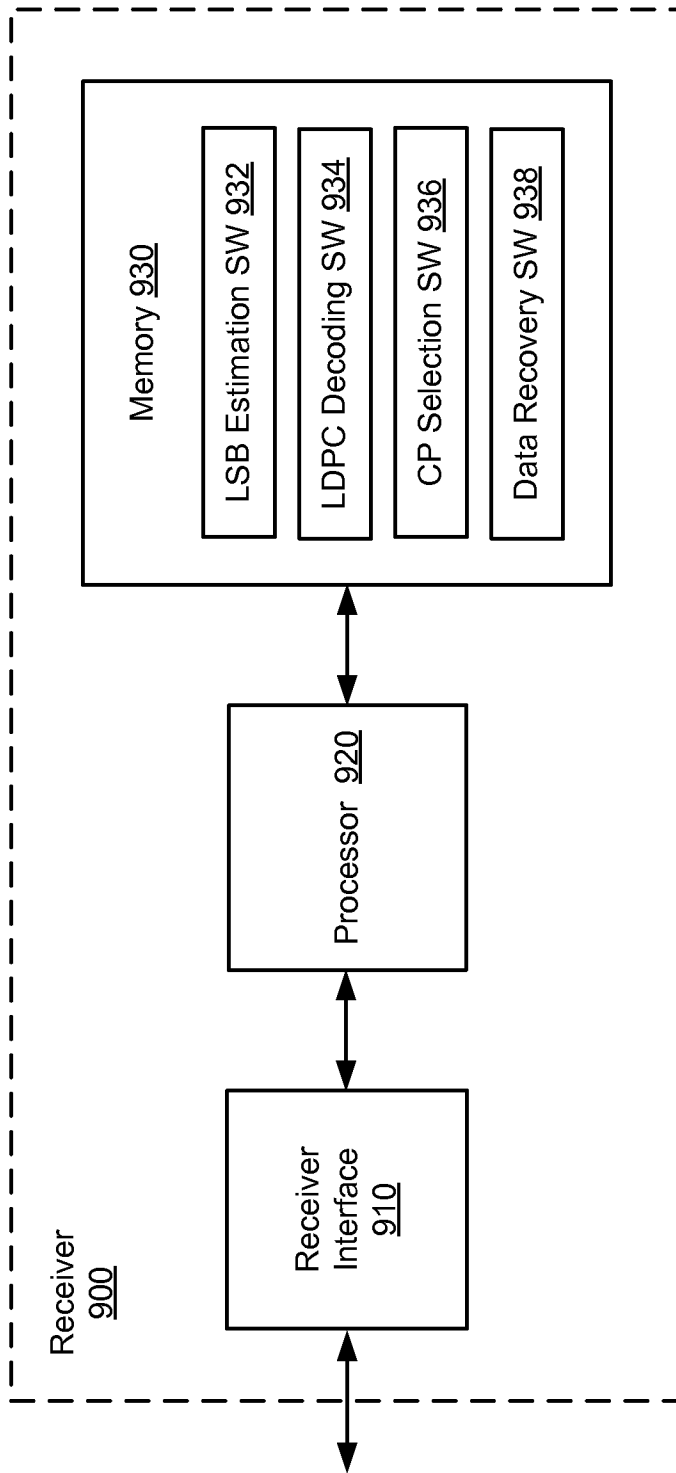 Receiver
900
Receiver
Interface
910
Processor 920
Memory 930
LSB Estimation SW 932
LDPC Decoding SW 934
CP Selection SW 936
Data Recovery SW 938